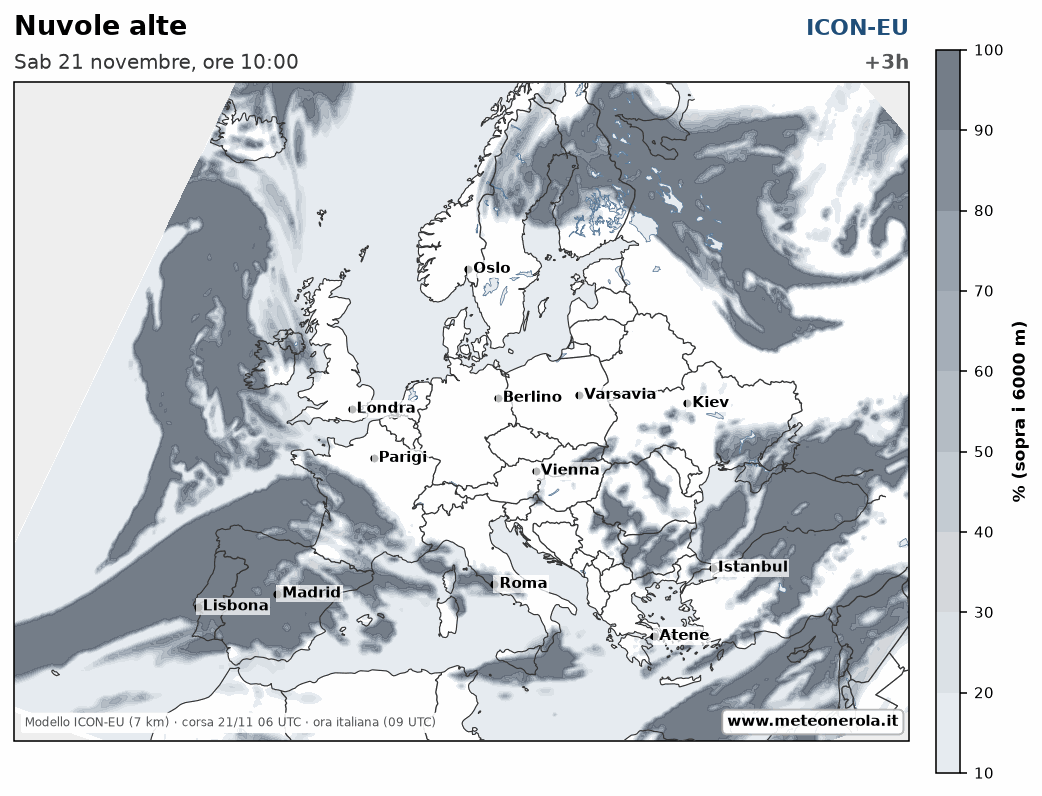 Nuvole alte
ICON-EU
Sab 21 novembre, ore 10:00
+3h
100
90
80
70
60
50
40
30
20
10
% (sopra i 6000 m)
Oslo
Londra
Berlino
Varsavia
Kiev
Parigi
Vienna
Istanbul
Roma
Madrid
Lisbona
Atene
Modello ICON-EU (7 km) · corsa 21/11 06 UTC · ora italiana (09 UTC)
www.meteonerola.it